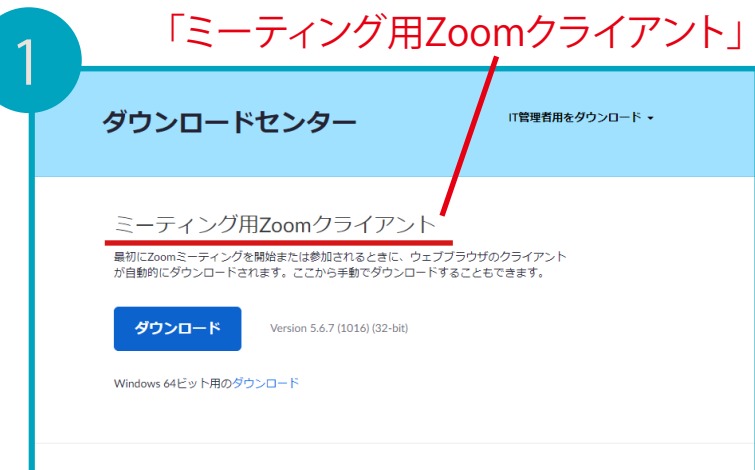 1
「ミーティング用Zoomクライアント」
ダウンロードセンター
IT管理者用をダウンロード
ミーティング用Zoomクライアント
最初にZoomミーティングを開始または参加されるときに、ウェブブラウザのクライアント
が自動的にダウンロードされます。ここから手動でダウンロードすることもできます。
ダウンロード
Version 5.6.7 (1016) (32-bit)
Windows 64ビット用のダウンロード